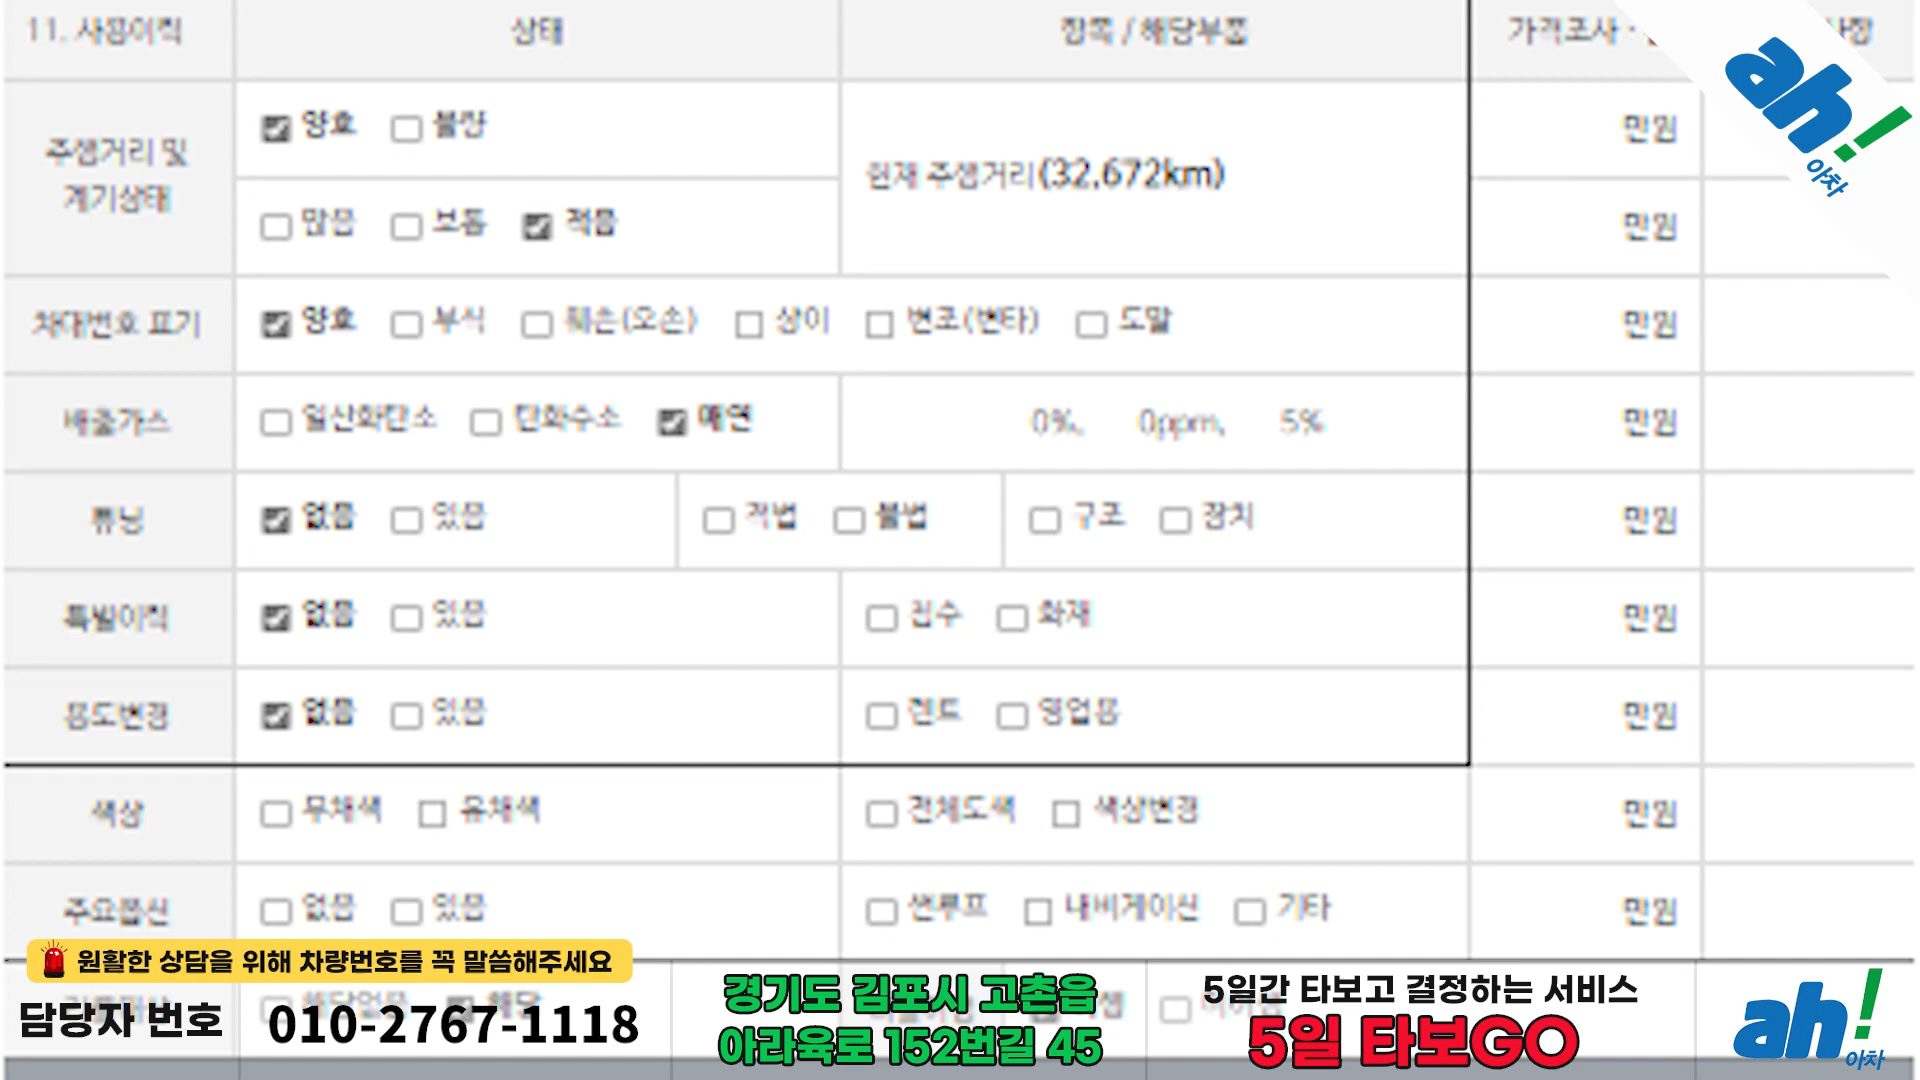 11. 사용이력 상태 항목 / 해당부품 가격조사 ·
주행거리 및 계기상태 양호 불량 현재 주행거리(32,672km) 만원
많음 보통 적음 만원
차대번호 표기 양호 부식 훼손(오손) 상이 변조(변타) 도말 만원
배출가스 일산화탄소 탄화수소 매연 0%, 0ppm, 5% 만원
튜닝 없음 있음 적법 불법 구조 장치 만원
특별이력 없음 있음 침수 화재 만원
용도변경 없음 있음 렌트 영업용 만원
색상 무채색 유채색 전체도색 색상변경 만원
주요옵션 없음 있음 썬루프 내비게이션 기타 만원
ah!
아차
원활한 상담을 위해 차량번호를 꼭 말씀해주세요
담당자 번호 010-2767-1118
경기도 김포시 고촌읍
아라육로 152번길 45
5일간 타보고 결정하는 서비스
5일 타보GO
ah!
아차